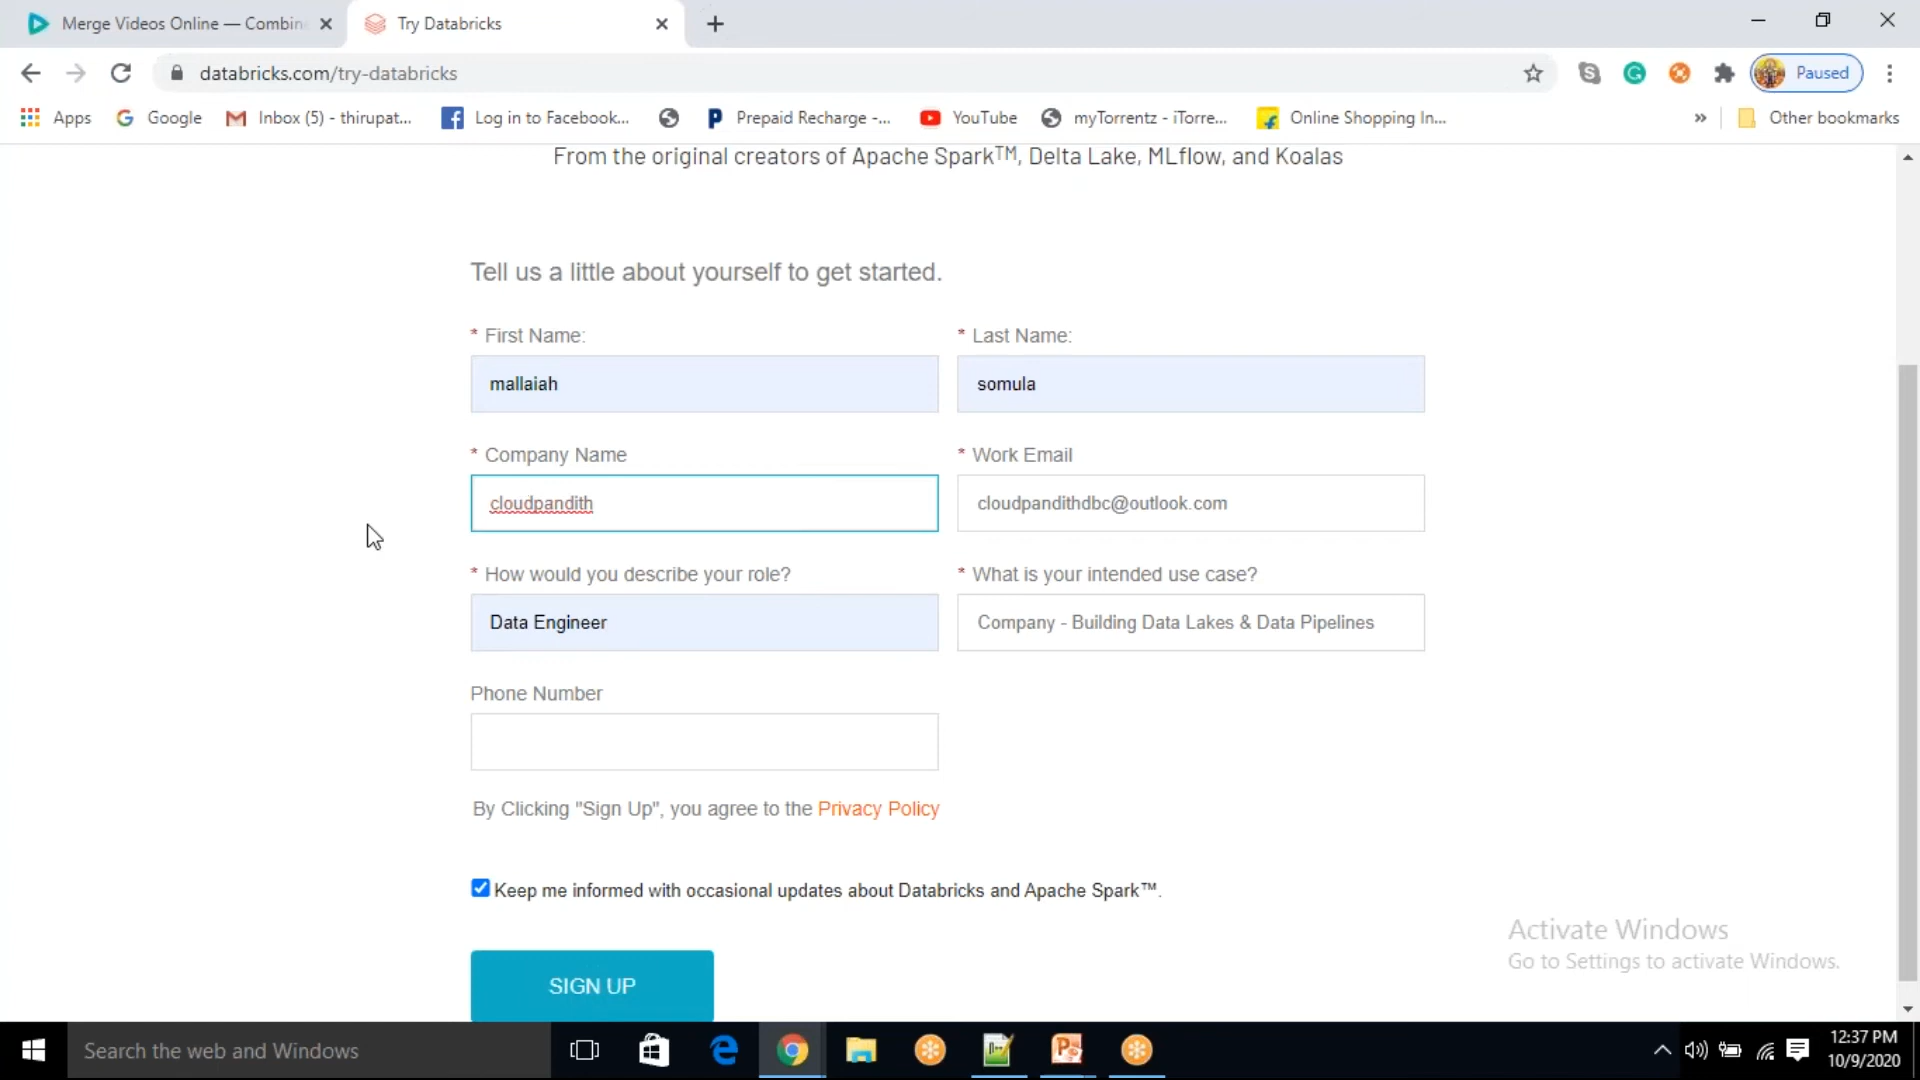 Merge Videos Online — Combin
Try Databricks
databricks.com/try-databricks
Paused
Apps
Google
Inbox (5) - thirupat...
Log in to Facebook...
Prepaid Recharge -...
YouTube
myTorrentz - iTorre...
Online Shopping In...
»
Other bookmarks
From the original creators of Apache Spark™, Delta Lake, MLflow, and Koalas
Tell us a little about yourself to get started.
* First Name:
* Last Name:
mallaiah
somula
* Company Name
* Work Email
cloudpandith
cloudpandithdbc@outlook.com
* How would you describe your role?
* What is your intended use case?
Data Engineer
Company - Building Data Lakes & Data Pipelines
Phone Number
By Clicking "Sign Up", you agree to the Privacy Policy
Keep me informed with occasional updates about Databricks and Apache Spark™.
SIGN UP
Activate Windows
Go to Settings to activate Windows.
Search the web and Windows
12:37 PM
10/9/2020